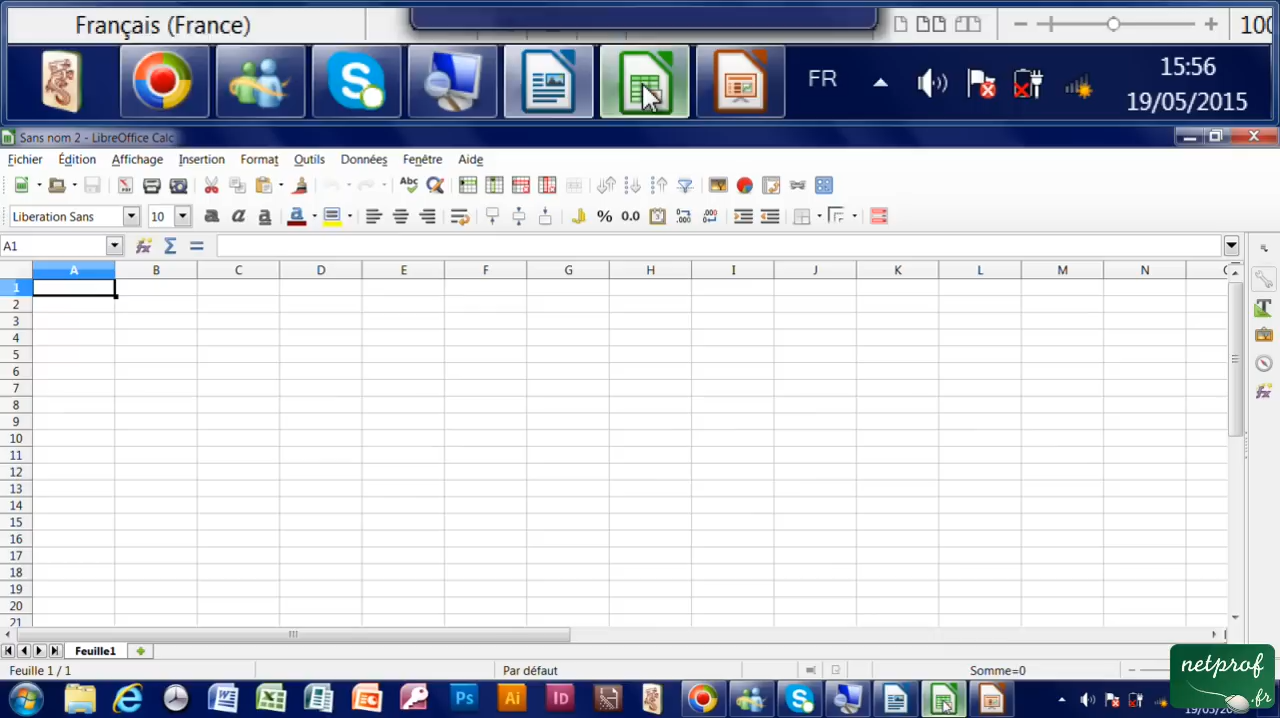 Français (France)
100
FR
15:56
19/05/2015
Sans nom 2 - LibreOffice Calc
Fichier Édition Affichage Insertion Format Outils Données Fenêtre Aide
Abc
Liberation Sans 10 a a a a % 0.0
A1 fx Σ =
A B C D E F G H I J K L M N
1
2
3
4
5
6
7
8
9
10
11
12
13
14
15
16
17
18
19
20
21
Feuille1
Feuille 1 / 1 Par défaut Somme=0
Ps Ai Id
netprof
.fr